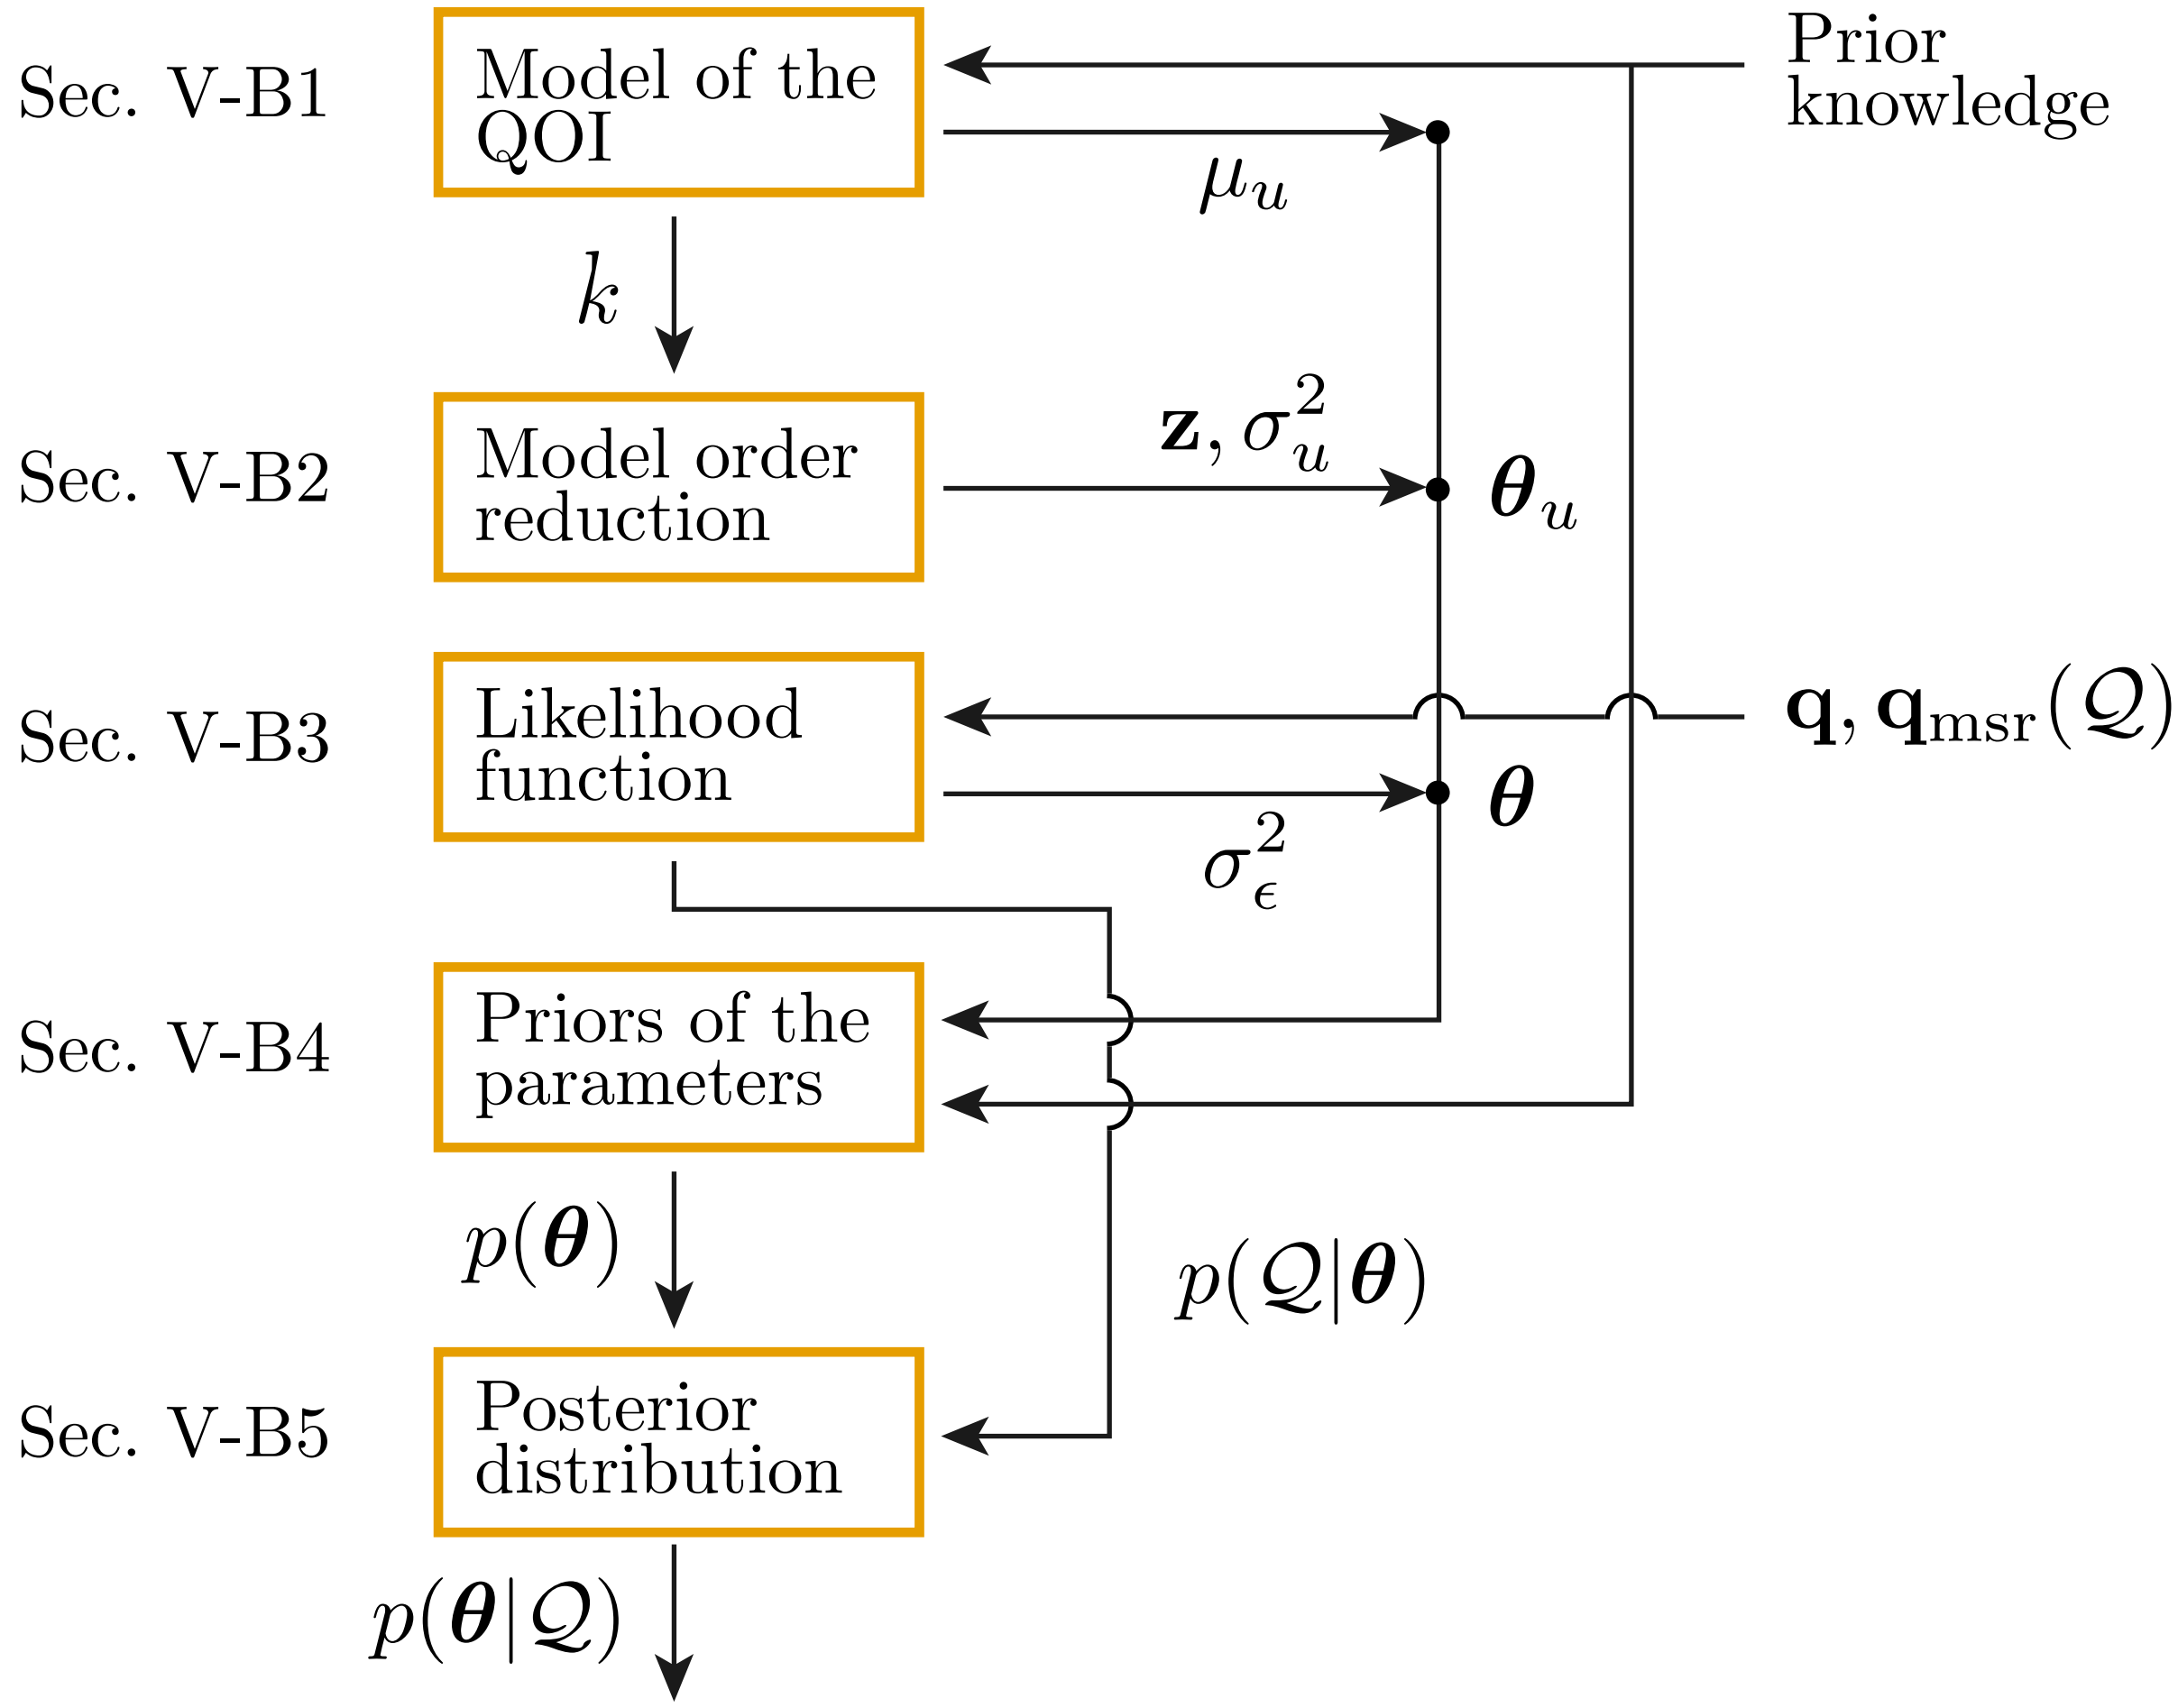 Sec. V-B1
Model of the
QOI
Prior
knowledge
μ_u
k
Sec. V-B2
Model order
reduction
z, σ_u^2
θ_u
Sec. V-B3
Likelihood
function
q, q_msr(𝒬)
θ
σ_ϵ^2
Sec. V-B4
Priors of the
parameters
p(θ)
p(𝒬|θ)
Sec. V-B5
Posterior
distribution
p(θ|𝒬)